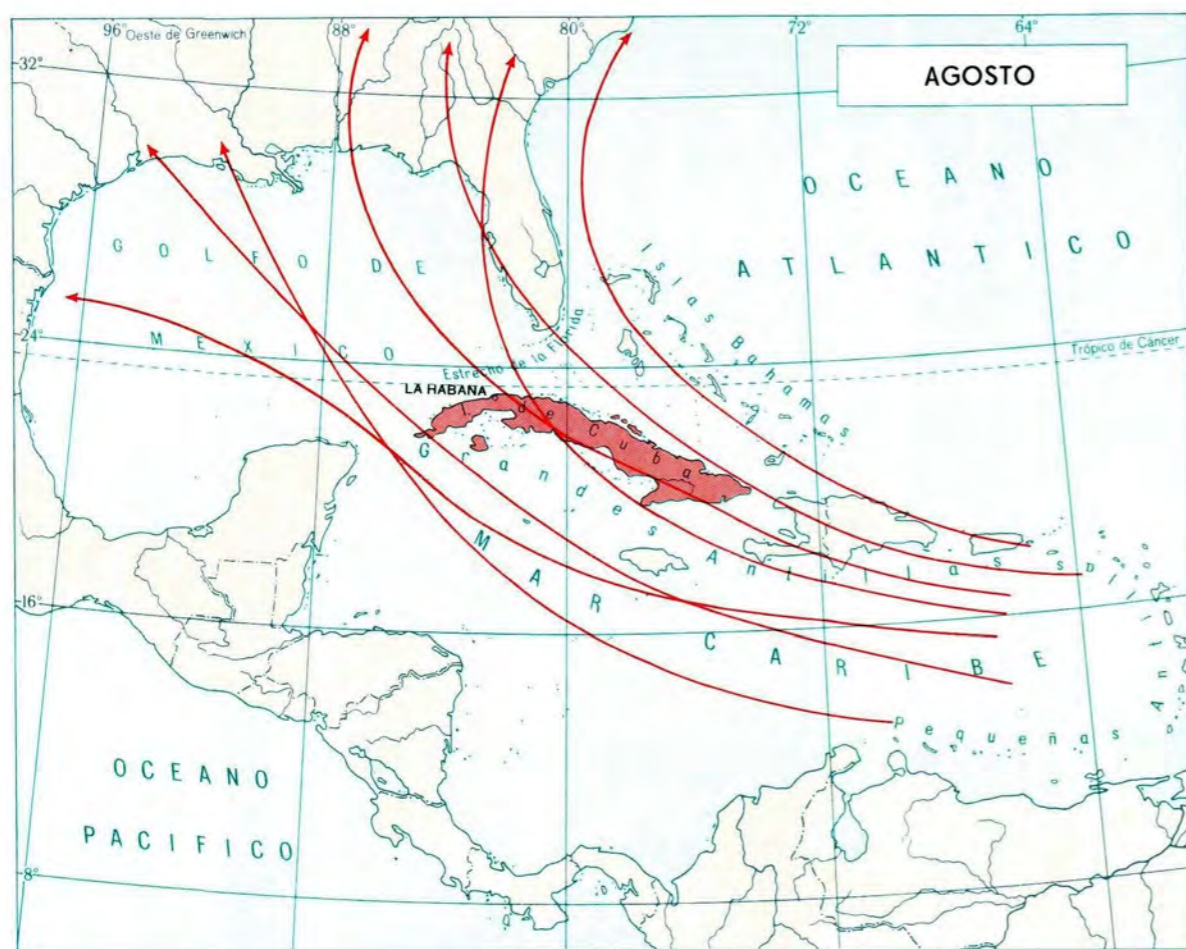 96°
Oeste de Greenwich
88°
80°
72°
64°
32°
AGOSTO
OCEANO
ATLANTICO
GOLFO DE
MEXICO
Islas Bahamas
24°
Estrecho de la Florida
Trópico de Cáncer
LA HABANA
I. de Cuba
Grandes Antillas
MAR CARIBE
16°
Pequeñas Antillas
OCEANO
PACIFICO
8°